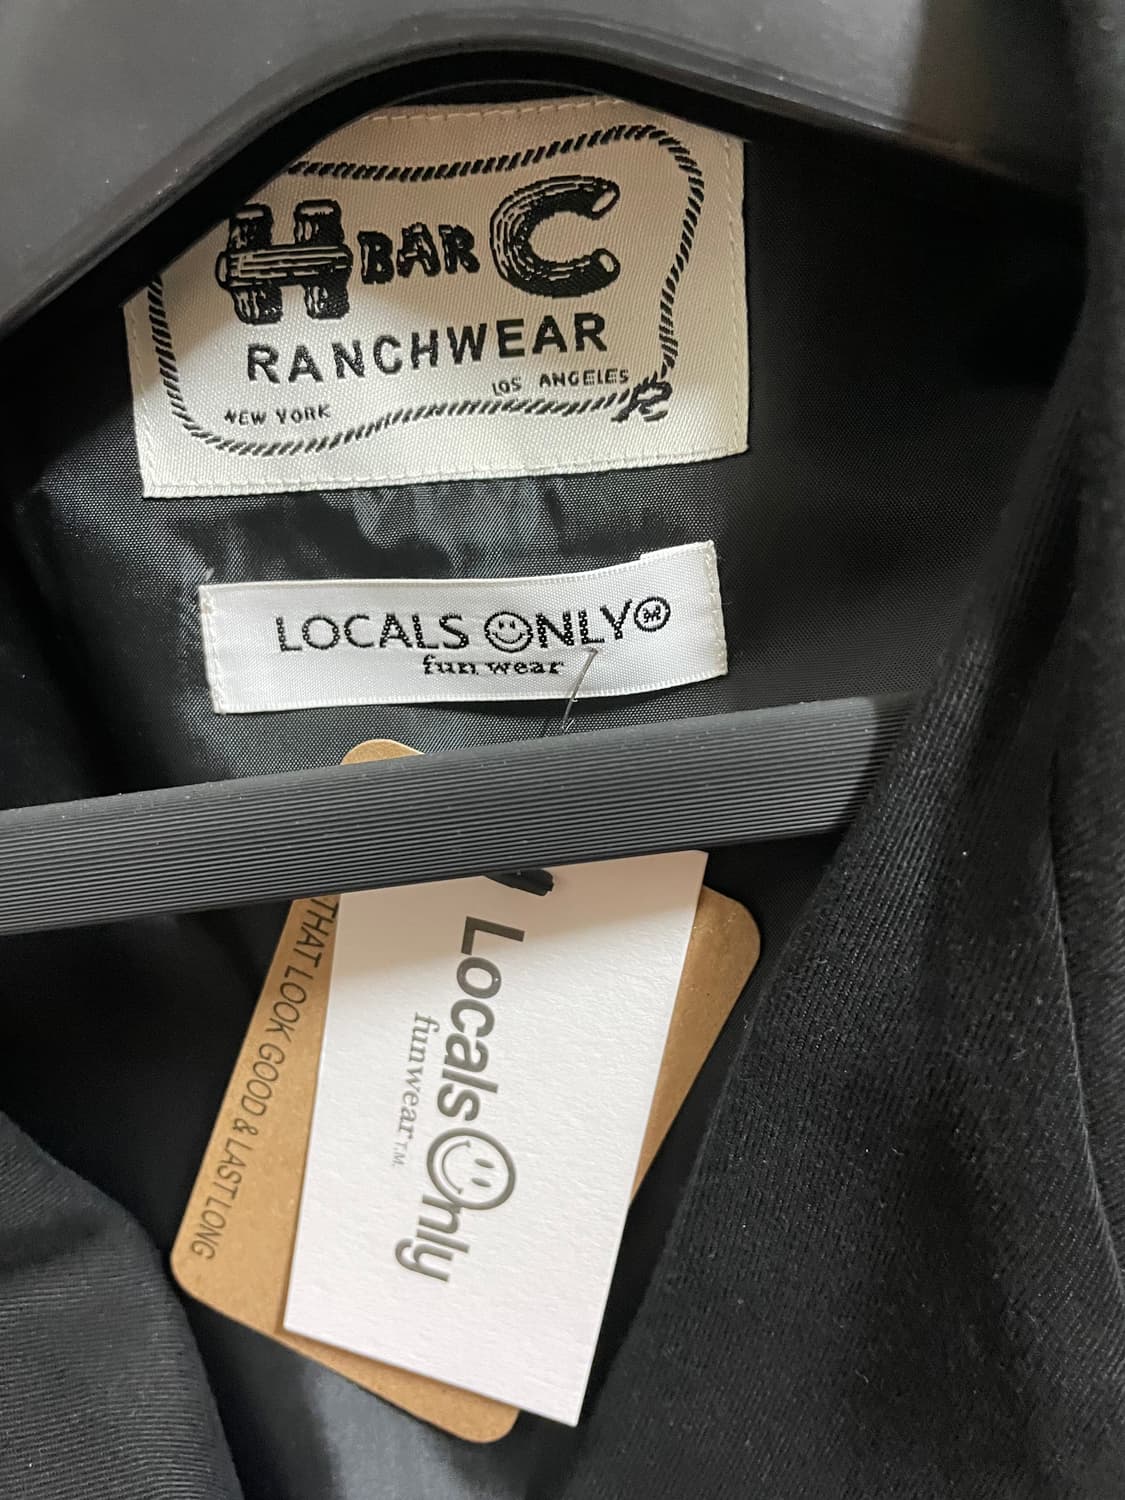 H BAR C
RANCHWEAR
LOS ANGELES
NEW YORK
LOCALS ONLY
fun wear
THAT LOOK GOOD & LAST LONG
Locals Only
funwear T.M.